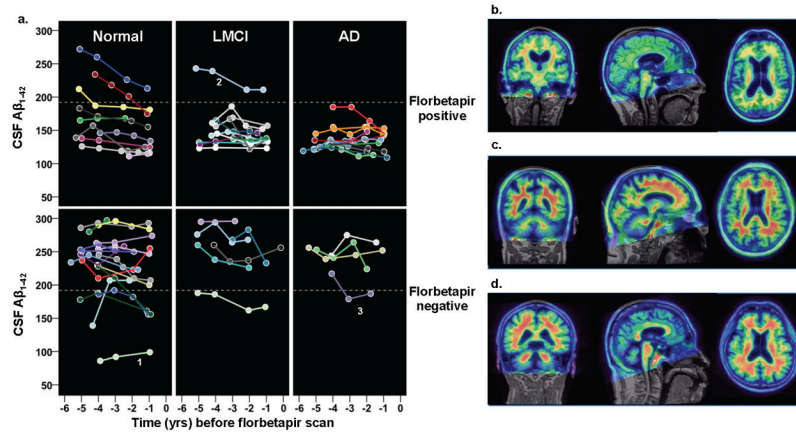 a.
Normal LMCI AD
CSF Aβ1-42
300
250
200
150
100
50
2
Florbetapir
positive
CSF Aβ1-42
300
250
200
150
100
50
1
3
Florbetapir
negative
-6 -5 -4 -3 -2 -1 0 -6 -5 -4 -3 -2 -1 0 -6 -5 -4 -3 -2 -1 0
Time (yrs) before florbetapir scan
b.
c.
d.